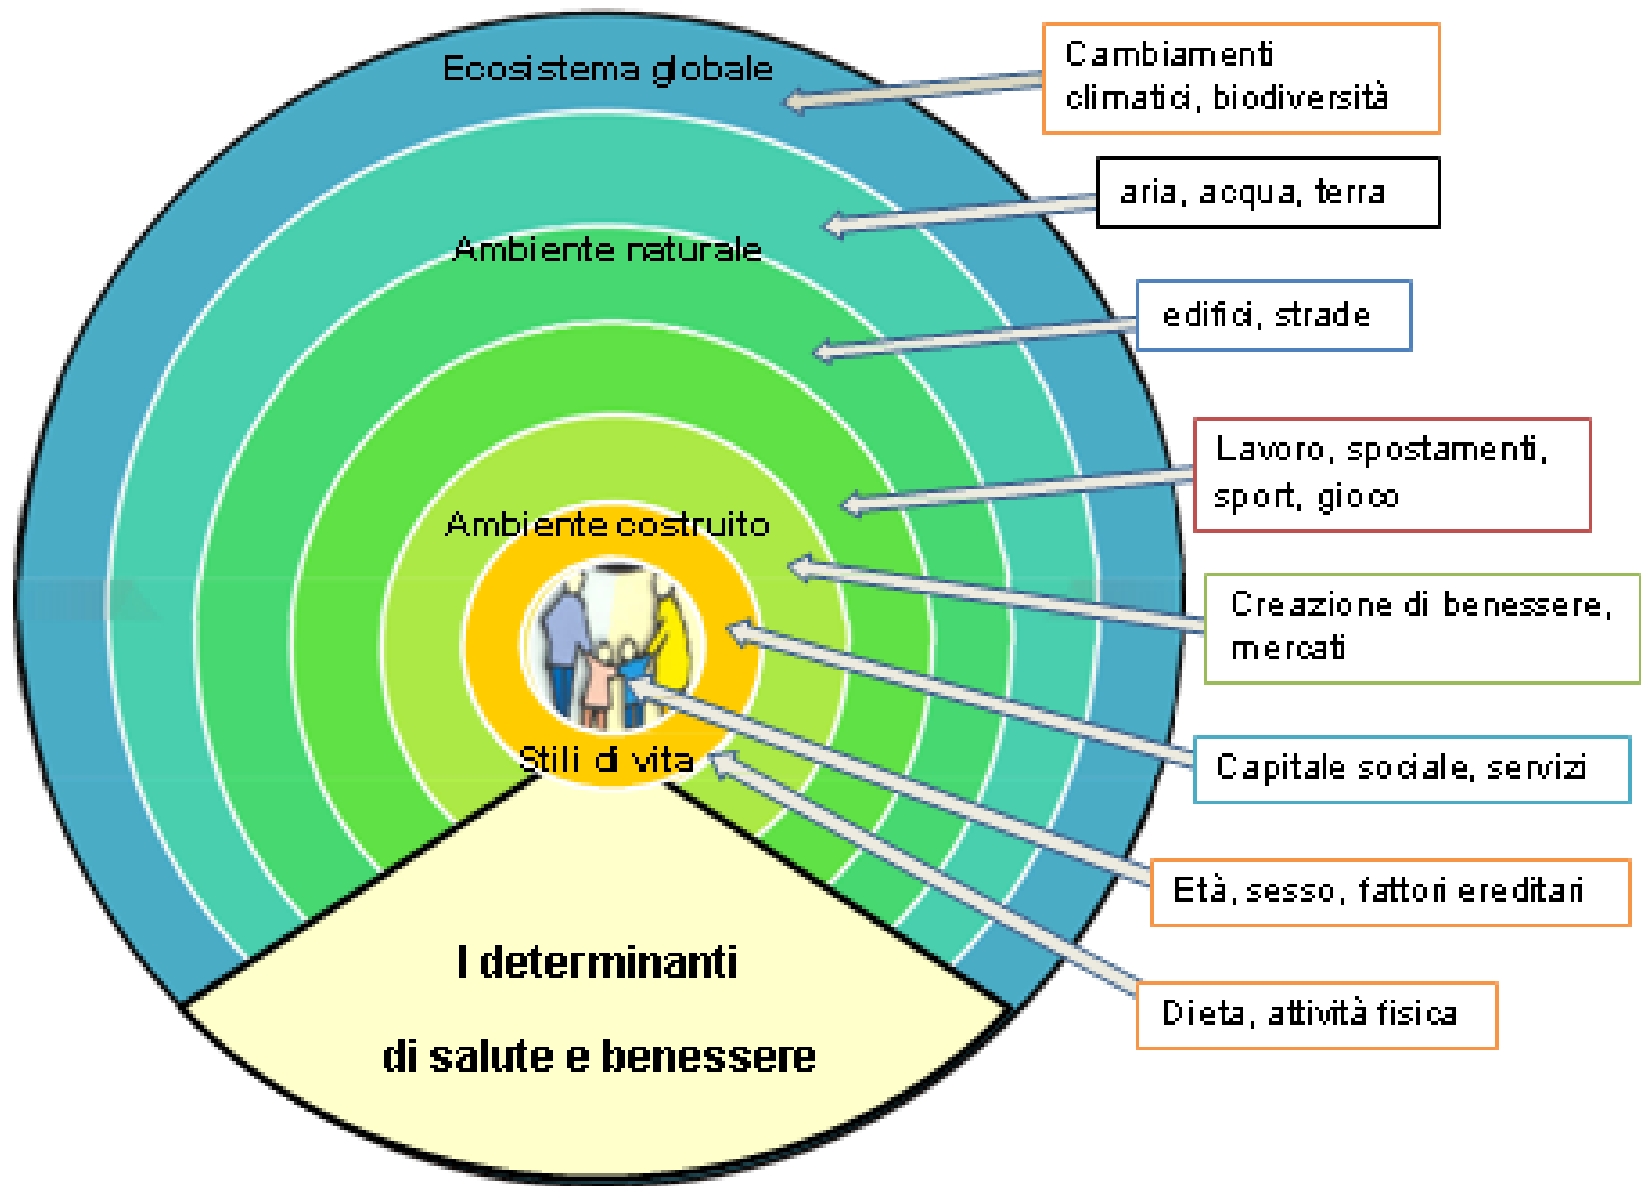 Ecosistema globale
Cambiamenti
climatici, biodiversità
aria, acqua, terra
Ambiente naturale
edifici, strade
Lavoro, spostamenti,
sport, gioco
Ambiente costruito
Creazione di benessere,
mercati
Stili di vita
Capitale sociale, servizi
Età, sesso, fattori ereditari
Dieta, attività fisica
I determinanti
di salute e benessere